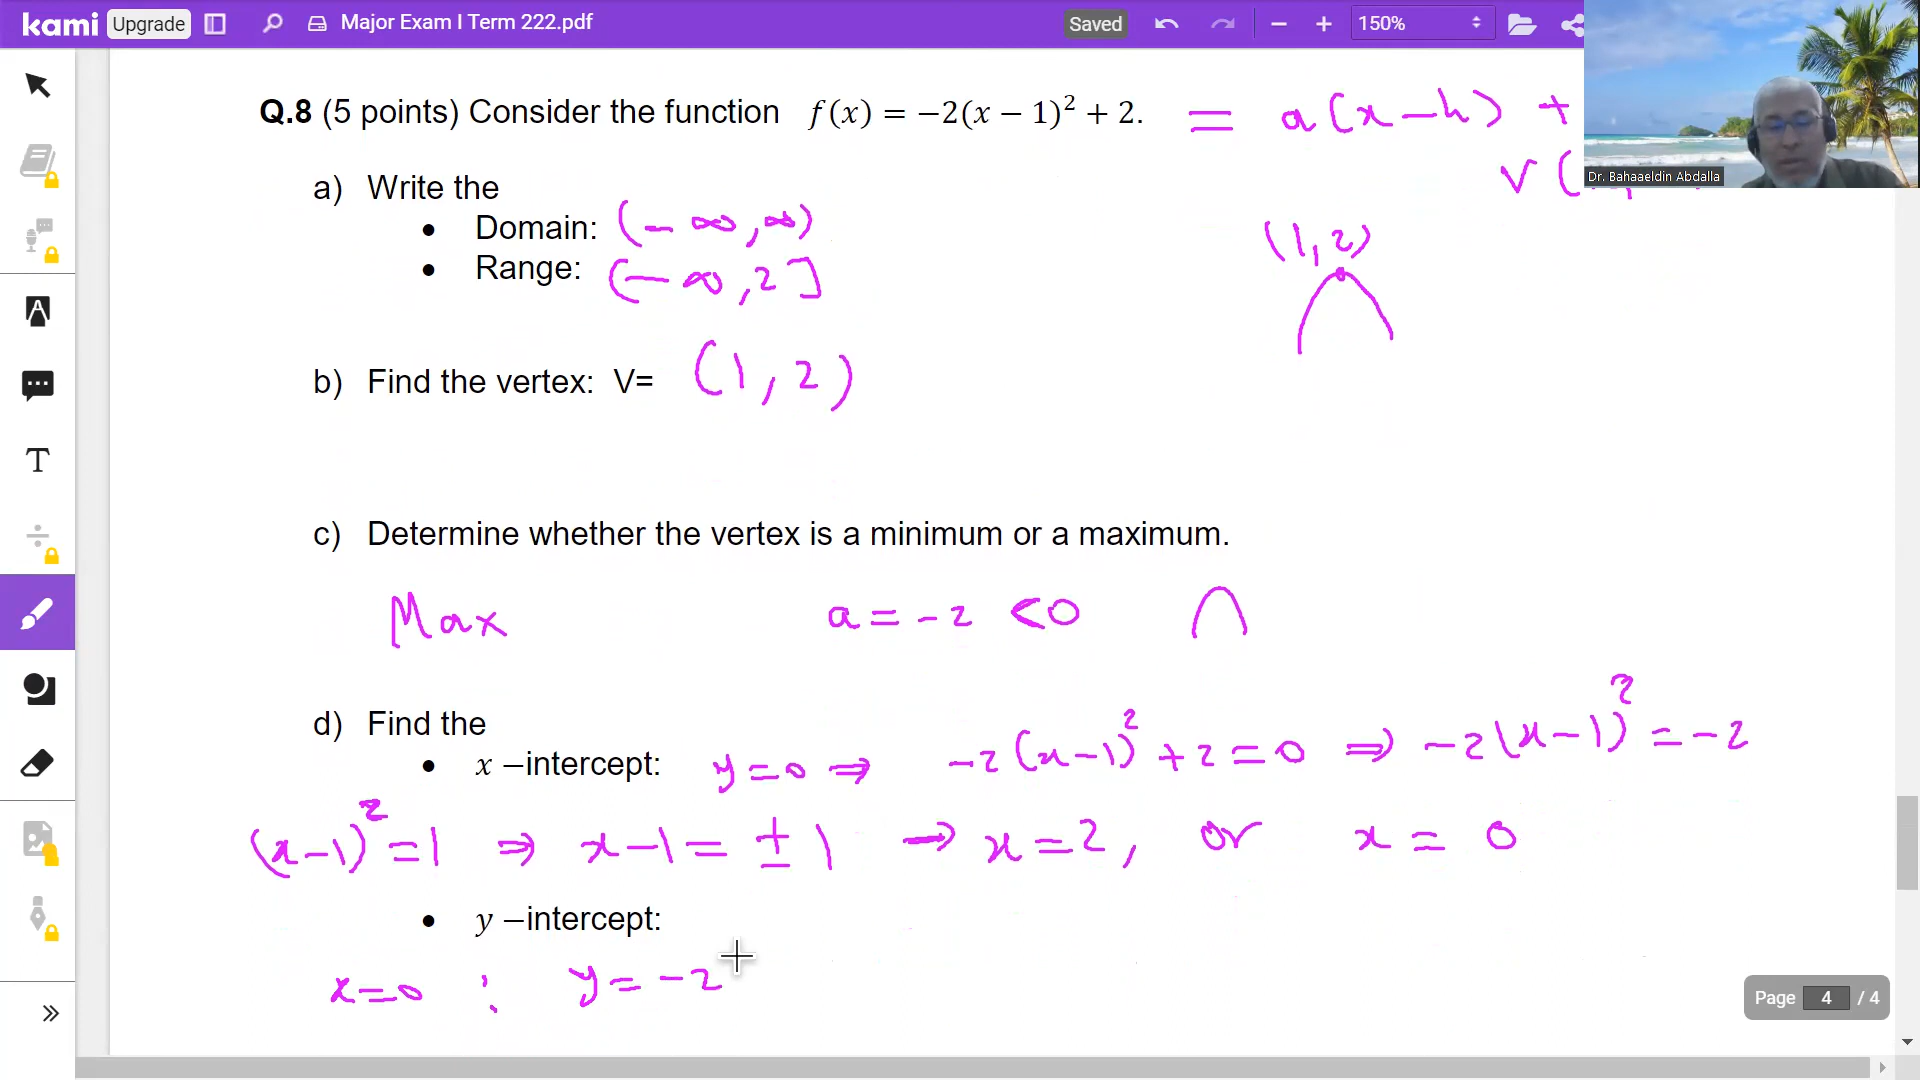 kami Upgrade Major Exam I Term 222.pdf Saved 150%
Q.8 (5 points) Consider the function f(x) = −2(x − 1)² + 2. = a(x-h) +
V (
Dr. Bahaaeldin Abdalla
a) Write the
• Domain: (-∞,∞)
• Range: (-∞,2]
(1,2)
b) Find the vertex: V= (1,2)
c) Determine whether the vertex is a minimum or a maximum.
Max a=-2 <0
d) Find the
• x −intercept: y=0 ⇒ -2(x-1)²+2=0 ⇒ -2(x-1)²=-2
(x-1)²=1 ⇒ x-1=±1 → x=2, or x=0
• y −intercept:
x=0 : y=-2
T
Page 4 / 4